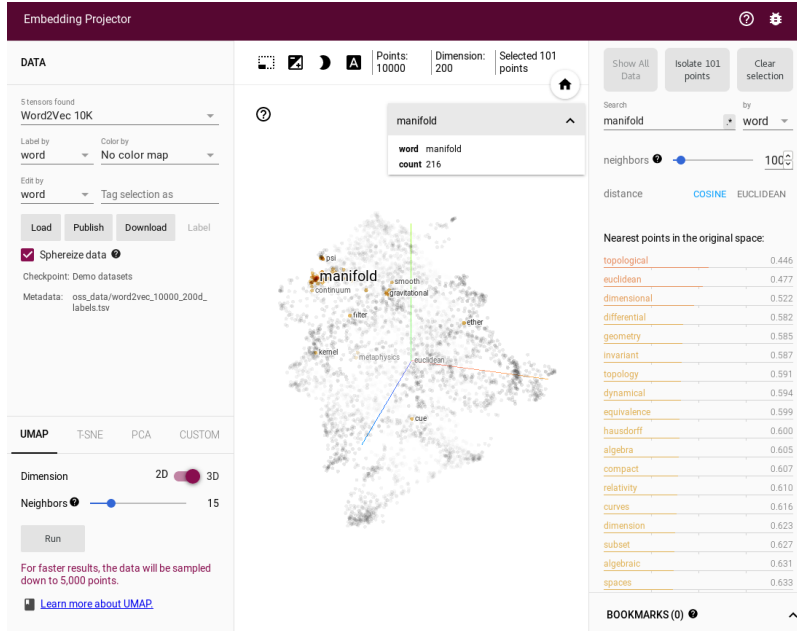 Embedding Projector
DATA
5 tensors found
Word2Vec 10K
Label by
Color by
word
No color map
Edit by
word
Tag selection as
Load
Publish
Download
Label
Sphereize data
Checkpoint: Demo datasets
Metadata: oss_data/word2vec_10000_200d_
labels.tsv
UMAP
T-SNE
PCA
CUSTOM
Dimension
2D
3D
Neighbors
15
Run
For faster results, the data will be sampled
down to 5,000 points.
Learn more about UMAP.
A
Points:
10000
Dimension:
200
Selected 101
points
manifold
word manifold
count 216
psi
manifold
continuum
smooth
gravitational
filter
ether
kernel
metaphysics
euclidean
cue
Show All
Data
Isolate 101
points
Clear
selection
Search
by
manifold
.*
word
neighbors
100
distance
COSINE
EUCLIDEAN
Nearest points in the original space:
topological 0.446
euclidean 0.477
dimensional 0.522
differential 0.582
geometry 0.585
invariant 0.587
topology 0.591
dynamical 0.594
equivalence 0.599
hausdorff 0.600
algebra 0.605
compact 0.607
relativity 0.610
curves 0.616
dimension 0.623
subset 0.627
algebraic 0.631
spaces 0.633
BOOKMARKS (0)